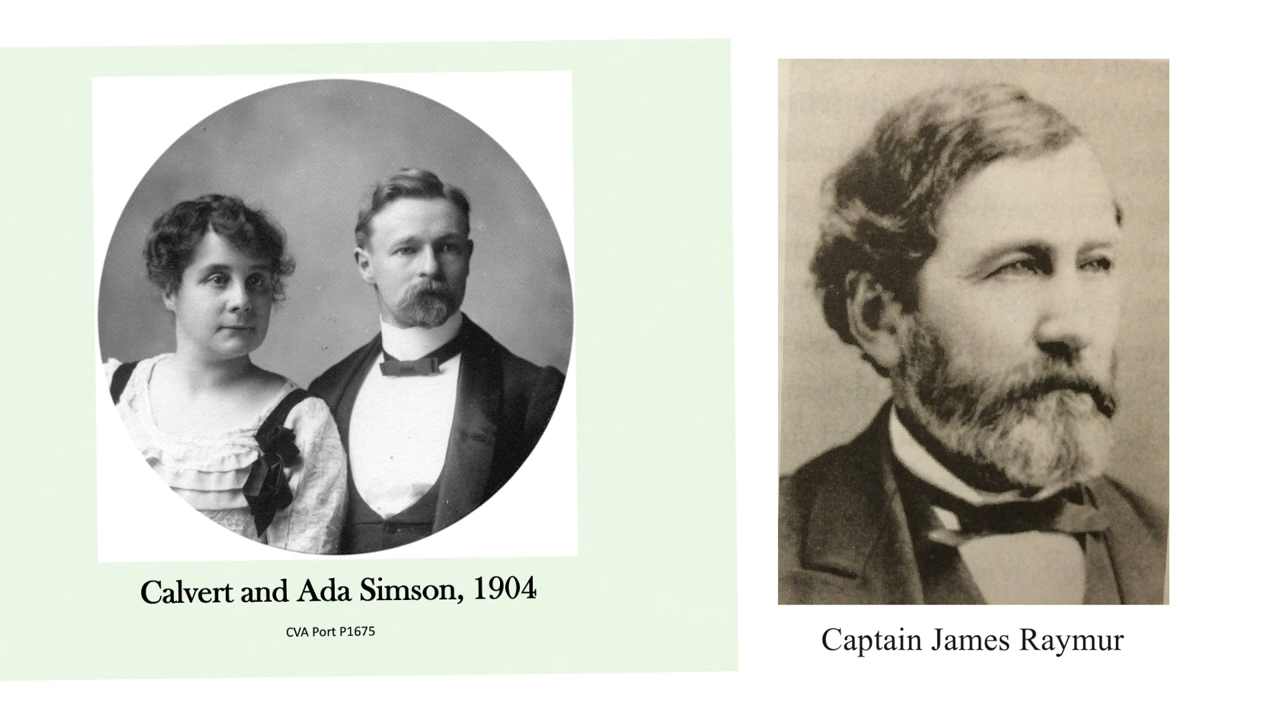 Calvert and Ada Simson, 1904
CVA Port P1675
Captain James Raymur